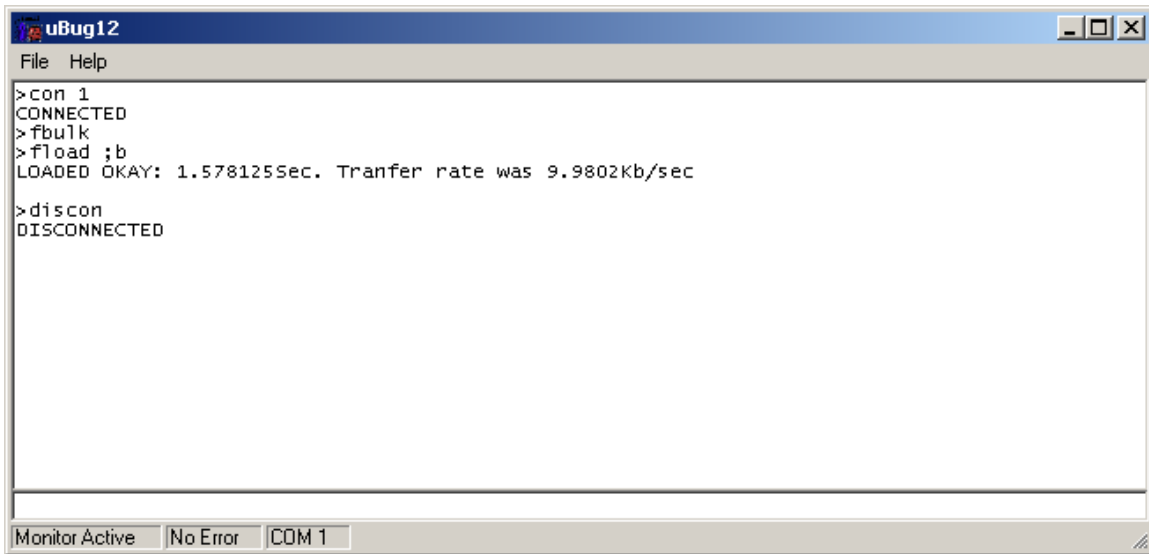 uBug12
File Help
>con 1
CONNECTED
>fbulk
>fload ;b
LOADED OKAY: 1.578125Sec. Tranfer rate was 9.9802Kb/sec
>discon
DISCONNECTED
Monitor Active No Error COM 1